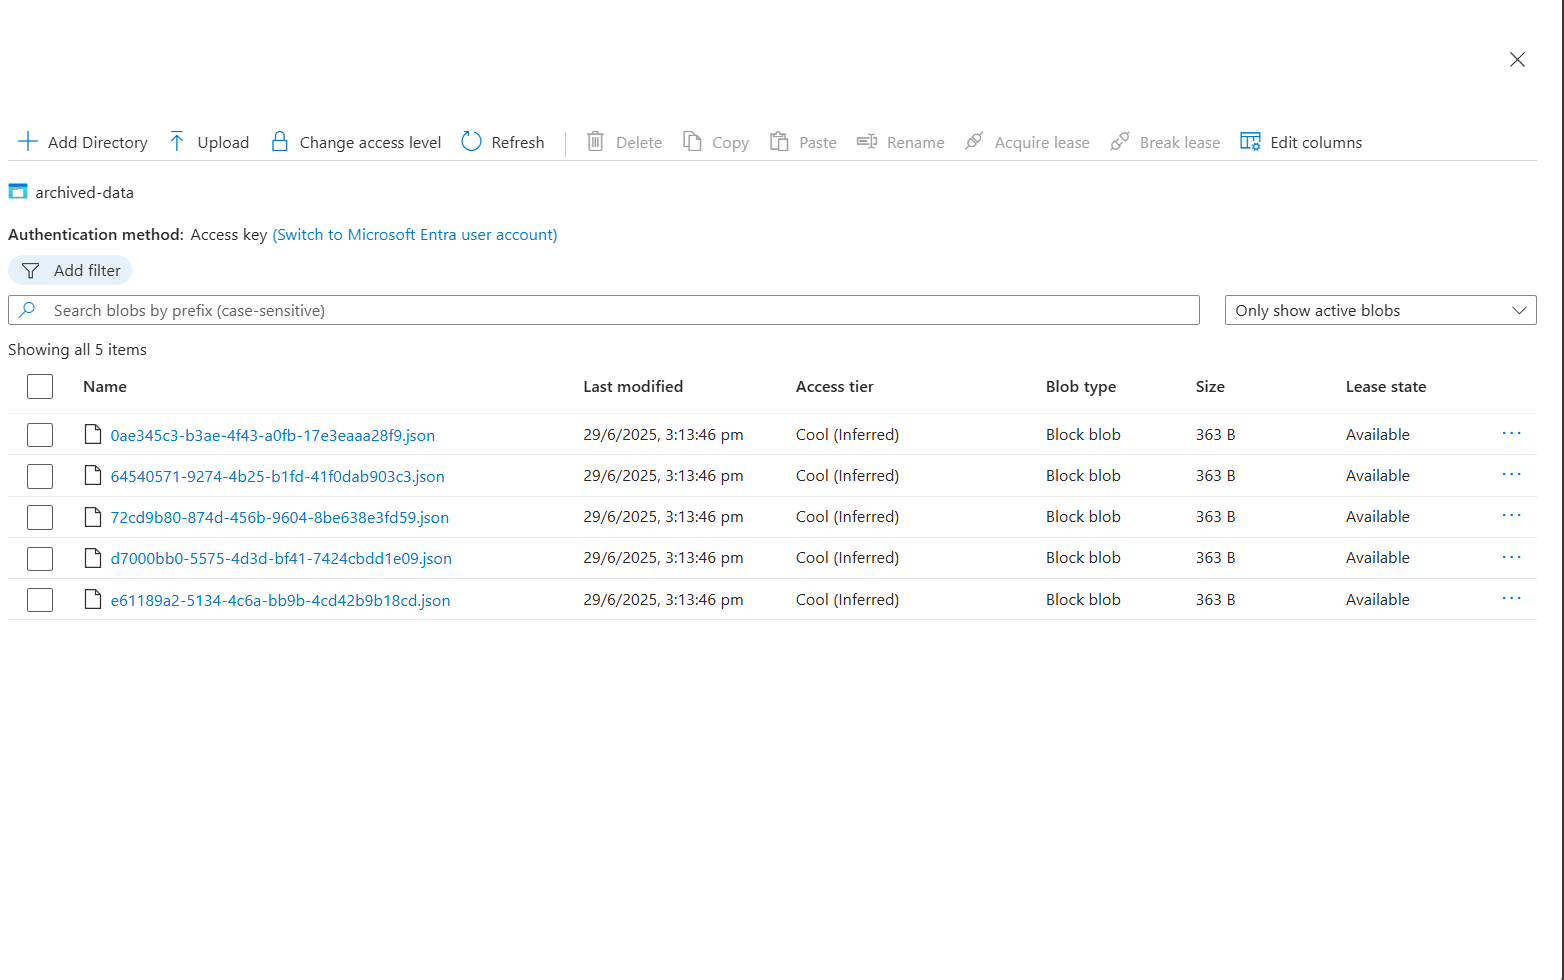 Add Directory Upload Change access level Refresh Delete Copy Paste Rename Acquire lease Break lease Edit columns
archived-data
Authentication method: Access key (Switch to Microsoft Entra user account)
Add filter
Search blobs by prefix (case-sensitive) Only show active blobs
Showing all 5 items
Name Last modified Access tier Blob type Size Lease state
0ae345c3-b3ae-4f43-a0fb-17e3eaaa28f9.json 29/6/2025, 3:13:46 pm Cool (Inferred) Block blob 363 B Available
64540571-9274-4b25-b1fd-41f0dab903c3.json 29/6/2025, 3:13:46 pm Cool (Inferred) Block blob 363 B Available
72cd9b80-874d-456b-9604-8be638e3fd59.json 29/6/2025, 3:13:46 pm Cool (Inferred) Block blob 363 B Available
d7000bb0-5575-4d3d-bf41-7424cbdd1e09.json 29/6/2025, 3:13:46 pm Cool (Inferred) Block blob 363 B Available
e61189a2-5134-4c6a-bb9b-4cd42b9b18cd.json 29/6/2025, 3:13:46 pm Cool (Inferred) Block blob 363 B Available